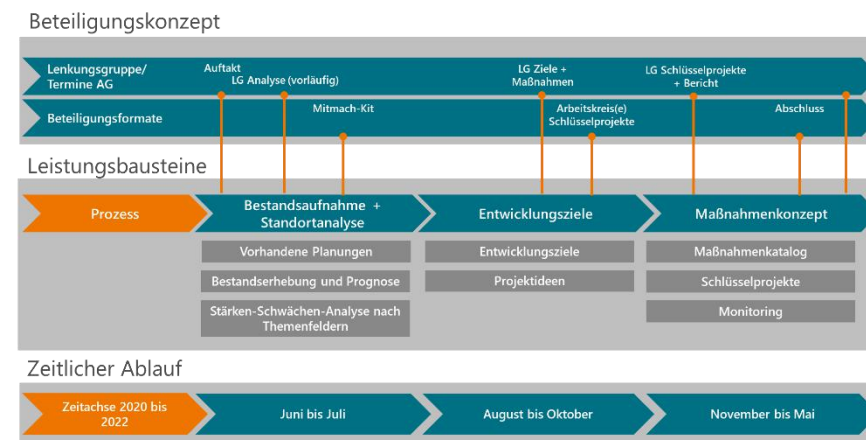 Beteiligungskonzept
Lenkungsgruppe/
Termine AG
Auftakt
LG Analyse (vorläufig)
LG Ziele +
Maßnahmen
LG Schlüsselprojekte
+ Bericht
Beteiligungsformate
Mitmach-Kit
Arbeitskreis(e)
Schlüsselprojekte
Abschluss
Leistungsbausteine
Prozess
Bestandsaufnahme +
Standortanalyse
Entwicklungsziele
Maßnahmenkonzept
Vorhandene Planungen
Entwicklungsziele
Maßnahmenkatalog
Bestandserhebung und Prognose
Projektideen
Schlüsselprojekte
Stärken-Schwächen-Analyse nach
Themenfeldern
Monitoring
Zeitlicher Ablauf
Zeitachse 2020 bis
2022
Juni bis Juli
August bis Oktober
November bis Mai